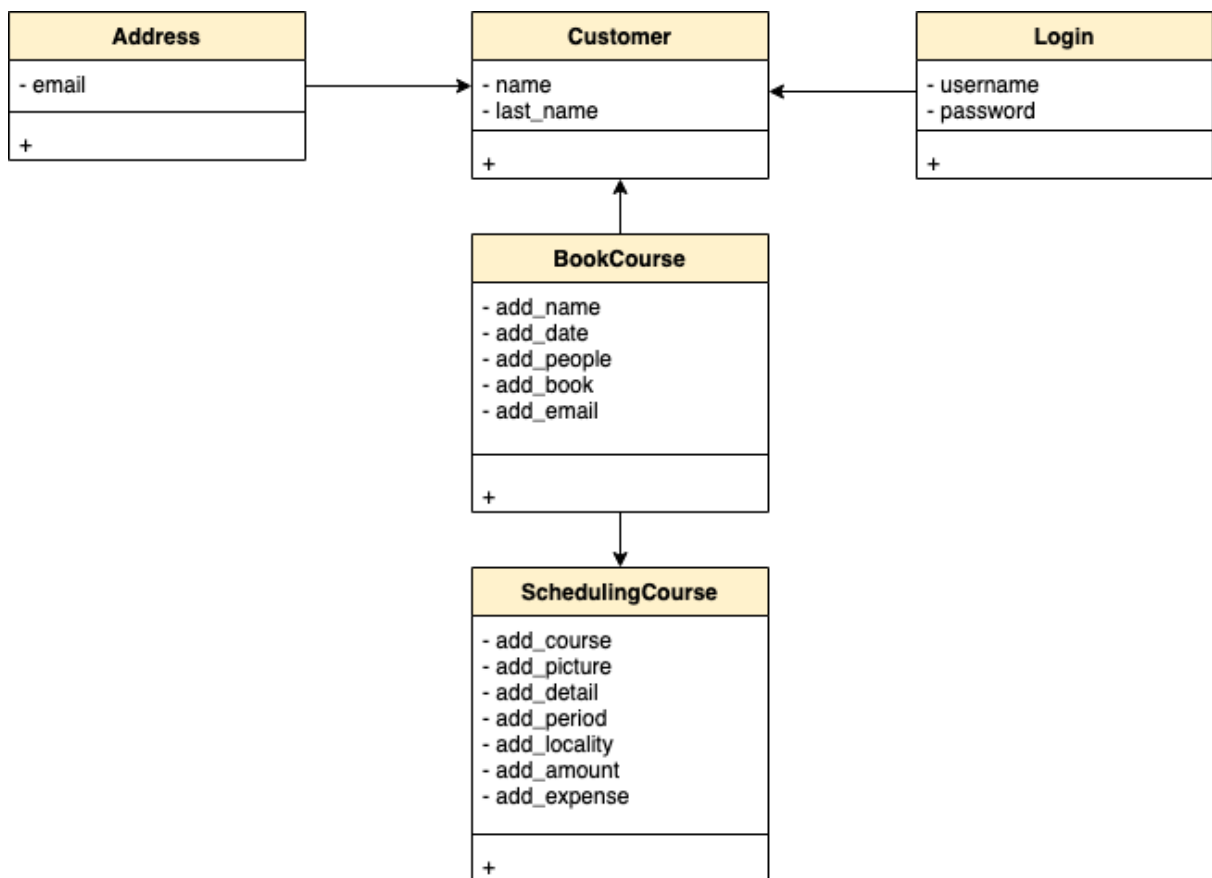 Address
- email
+
Customer
- name
- last_name
+
Login
- username
- password
+
BookCourse
- add_name
- add_date
- add_people
- add_book
- add_email
+
SchedulingCourse
- add_course
- add_picture
- add_detail
- add_period
- add_locality
- add_amount
- add_expense
+